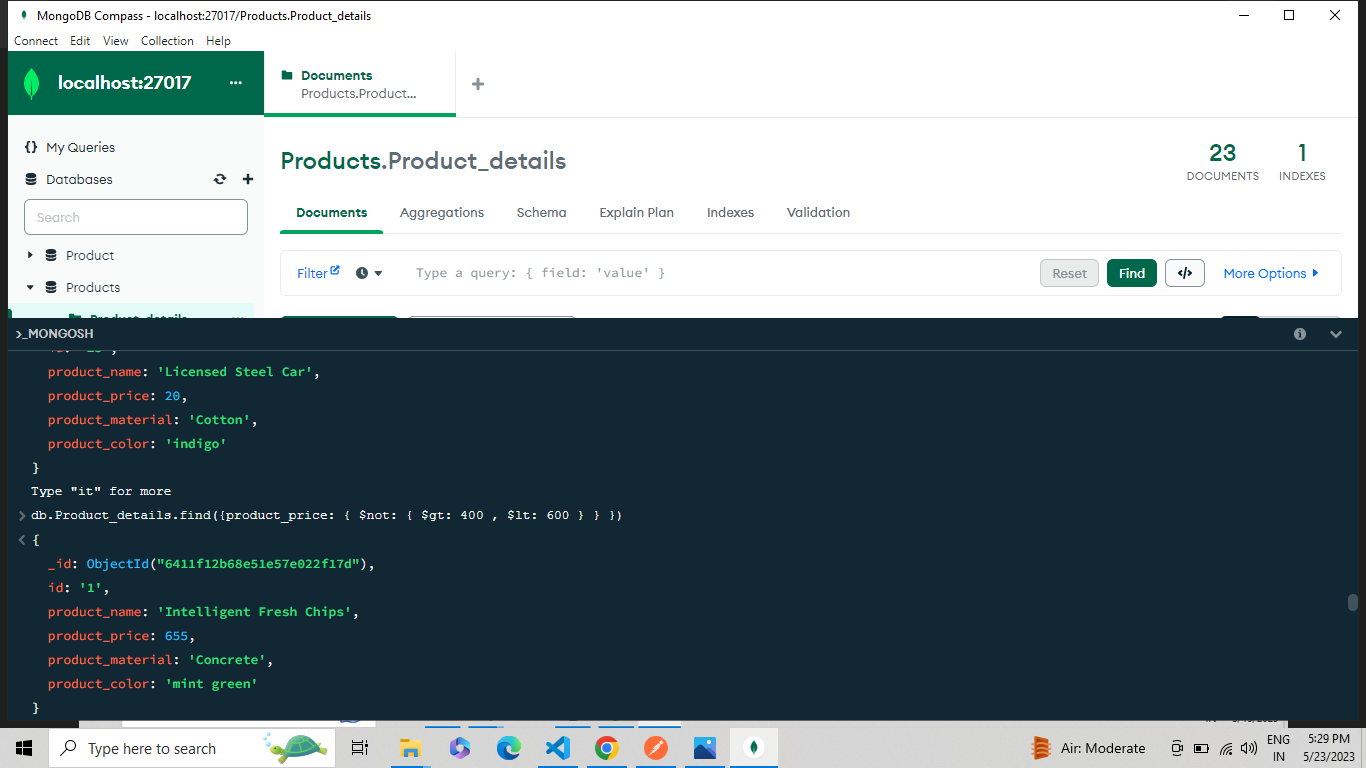 MongoDB Compass - localhost:27017/Products.Product_details
Connect Edit View Collection Help
localhost:27017 ...
Documents
Products.Product...
My Queries
Databases
Search
Product
Products
Product_details
Products.Product_details
23
DOCUMENTS
1
INDEXES
Documents Aggregations Schema Explain Plan Indexes Validation
Filter Type a query: { field: 'value' } Reset Find </> More Options
>_MONGOSH
product_name: 'Licensed Steel Car',
product_price: 20,
product_material: 'Cotton',
product_color: 'indigo'
}
Type "it" for more
> db.Product_details.find({product_price: { $not: { $gt: 400 , $lt: 600 } } })
< {
_id: ObjectId("6411f12b68e51e57e022f17d"),
id: '1',
product_name: 'Intelligent Fresh Chips',
product_price: 655,
product_material: 'Concrete',
product_color: 'mint green'
}
Type here to search
Air: Moderate
ENG
IN
5:29 PM
5/23/2023